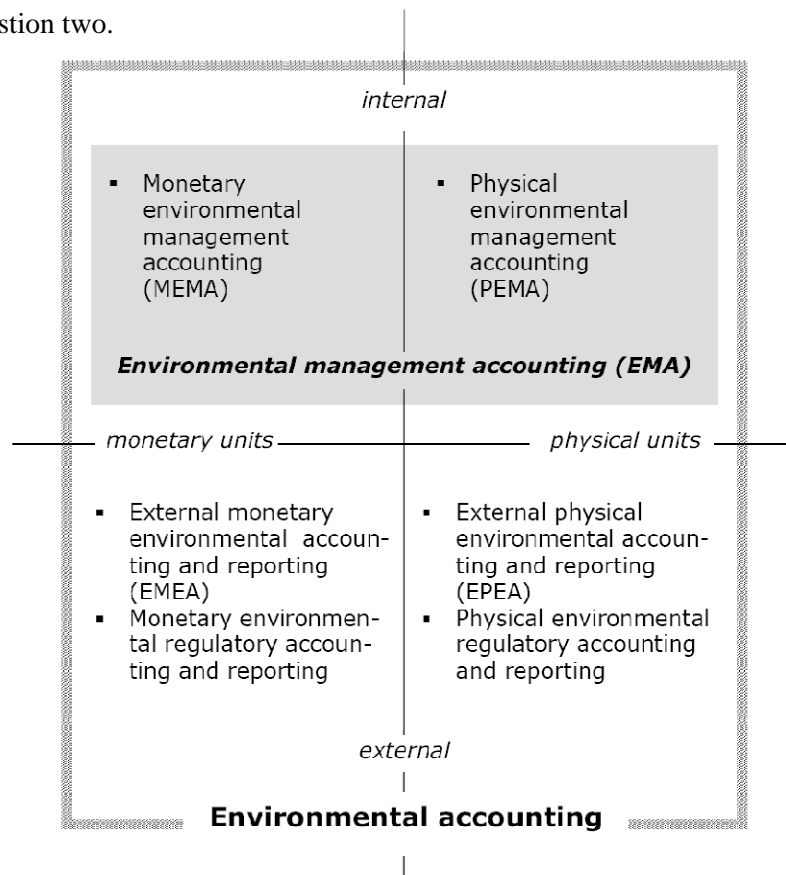 stion two.
internal
▪ Monetary
environmental
management
accounting
(MEMA)
▪ Physical
environmental
management
accounting
(PEMA)
Environmental management accounting (EMA)
monetary units
physical units
▪ External monetary
environmental accoun-
ting and reporting
(EMEA)
▪ Monetary environmen-
tal regulatory accoun-
ting and reporting
▪ External physical
environmental accoun-
ting and reporting
(EPEA)
▪ Physical environmental
regulatory accounting
and reporting
external
Environmental accounting